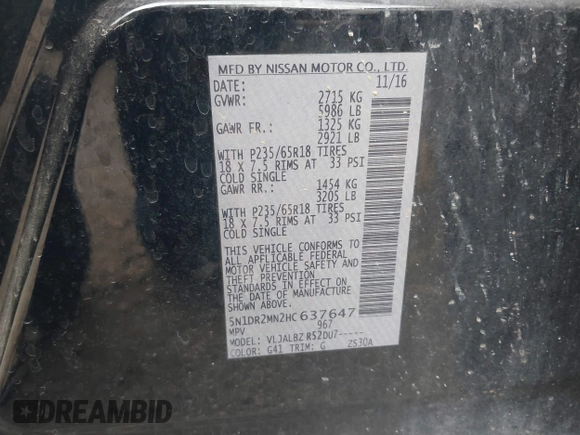 MFD BY NISSAN MOTOR CO., LTD.
DATE: 11/16
GVWR: 2715 KG
5986 LB
GAWR FR.: 1325 KG
2921 LB
WITH P235/65R18 TIRES
18 X 7.5 RIMS AT 33 PSI
COLD SINGLE
GAWR RR.: 1454 KG
3205 LB
WITH P235/65R18 TIRES
18 X 7.5 RIMS AT 33 PSI
COLD SINGLE
THIS VEHICLE CONFORMS TO
ALL APPLICABLE FEDERAL
MOTOR VEHICLE SAFETY AND
THEFT PREVENTION
STANDARDS IN EFFECT ON
THE DATE OF MANUFACTURE
SHOWN ABOVE.
5N1DR2MN2HC637647
MPV 967
MODEL: VLJALBZ R52DU7-----
COLOR: G41 TRIM: G ZS30A
DREAMBID